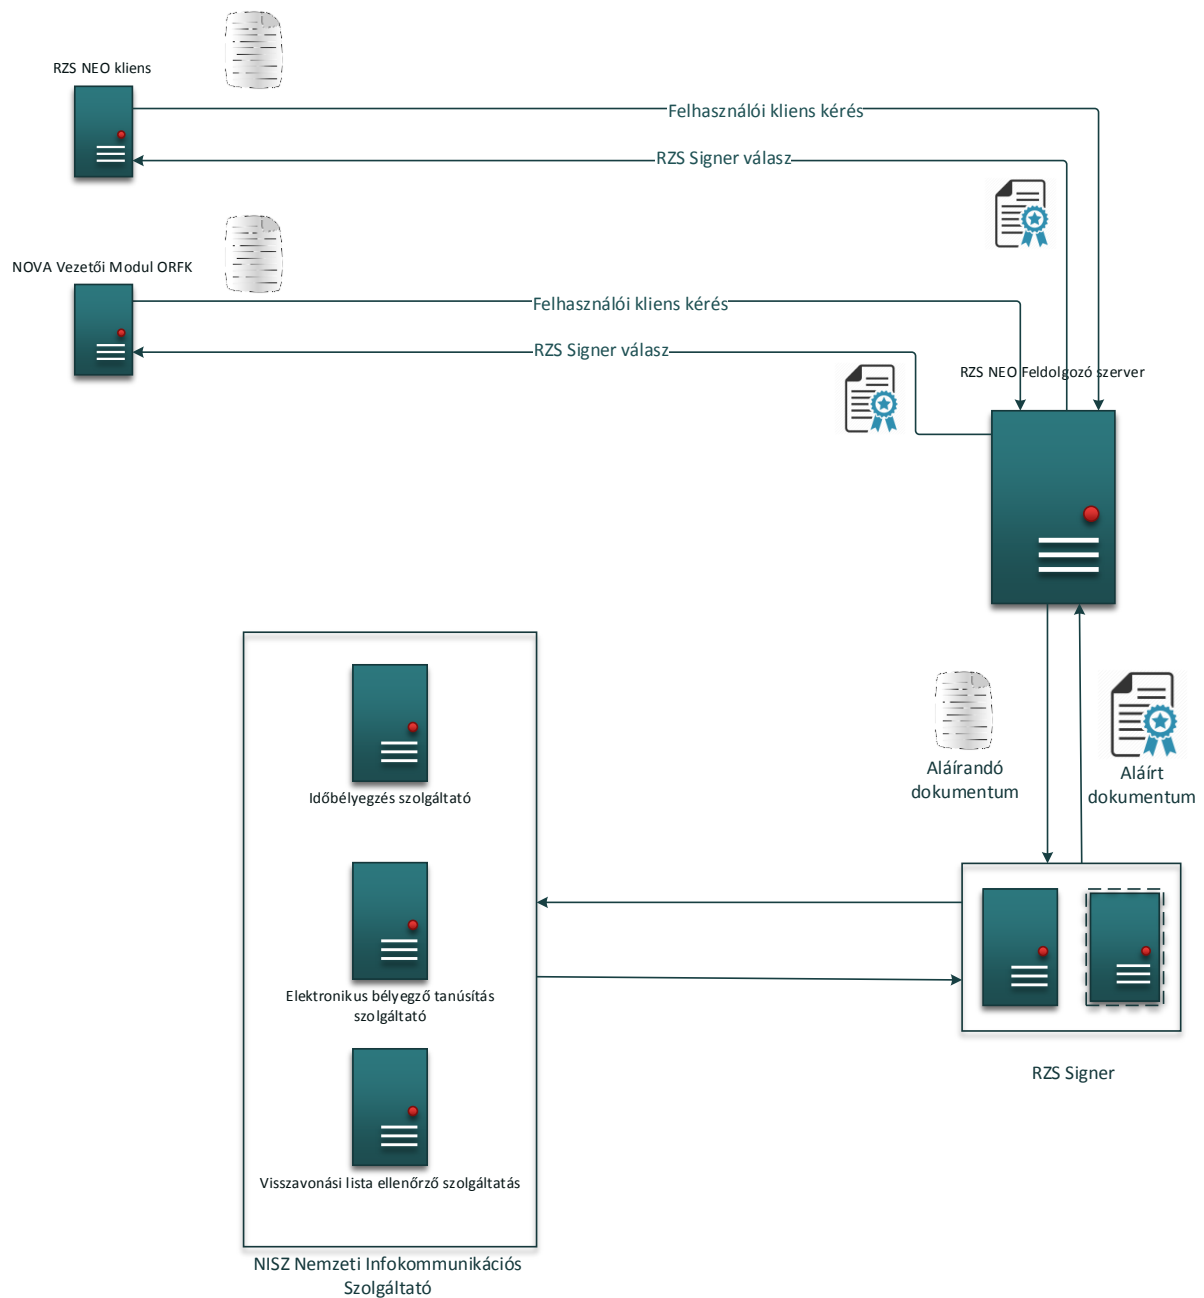 RZS NEO kliens
Felhasználói kliens kérés
RZS Signer válasz
NOVA Vezetői Modul ORFK
Felhasználói kliens kérés
RZS Signer válasz
RZS NEO Feldolgozó szerver
Aláírandó
dokumentum
Aláírt
dokumentum
Időbélyegzés szolgáltató
Elektronikus bélyegző tanúsítás
szolgáltató
Visszavonási lista ellenőrző szolgáltatás
RZS Signer
NISZ Nemzeti Infokommunikációs
Szolgáltató